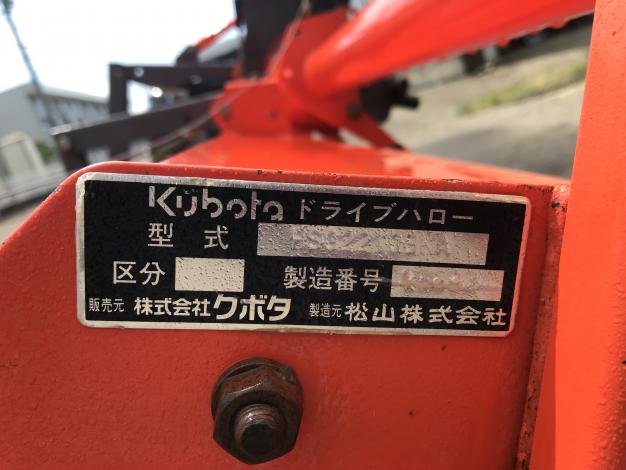 Kubota ドライブハロー
型式
区分 製造番号
販売元 株式会社クボタ 製造元 松山株式会社